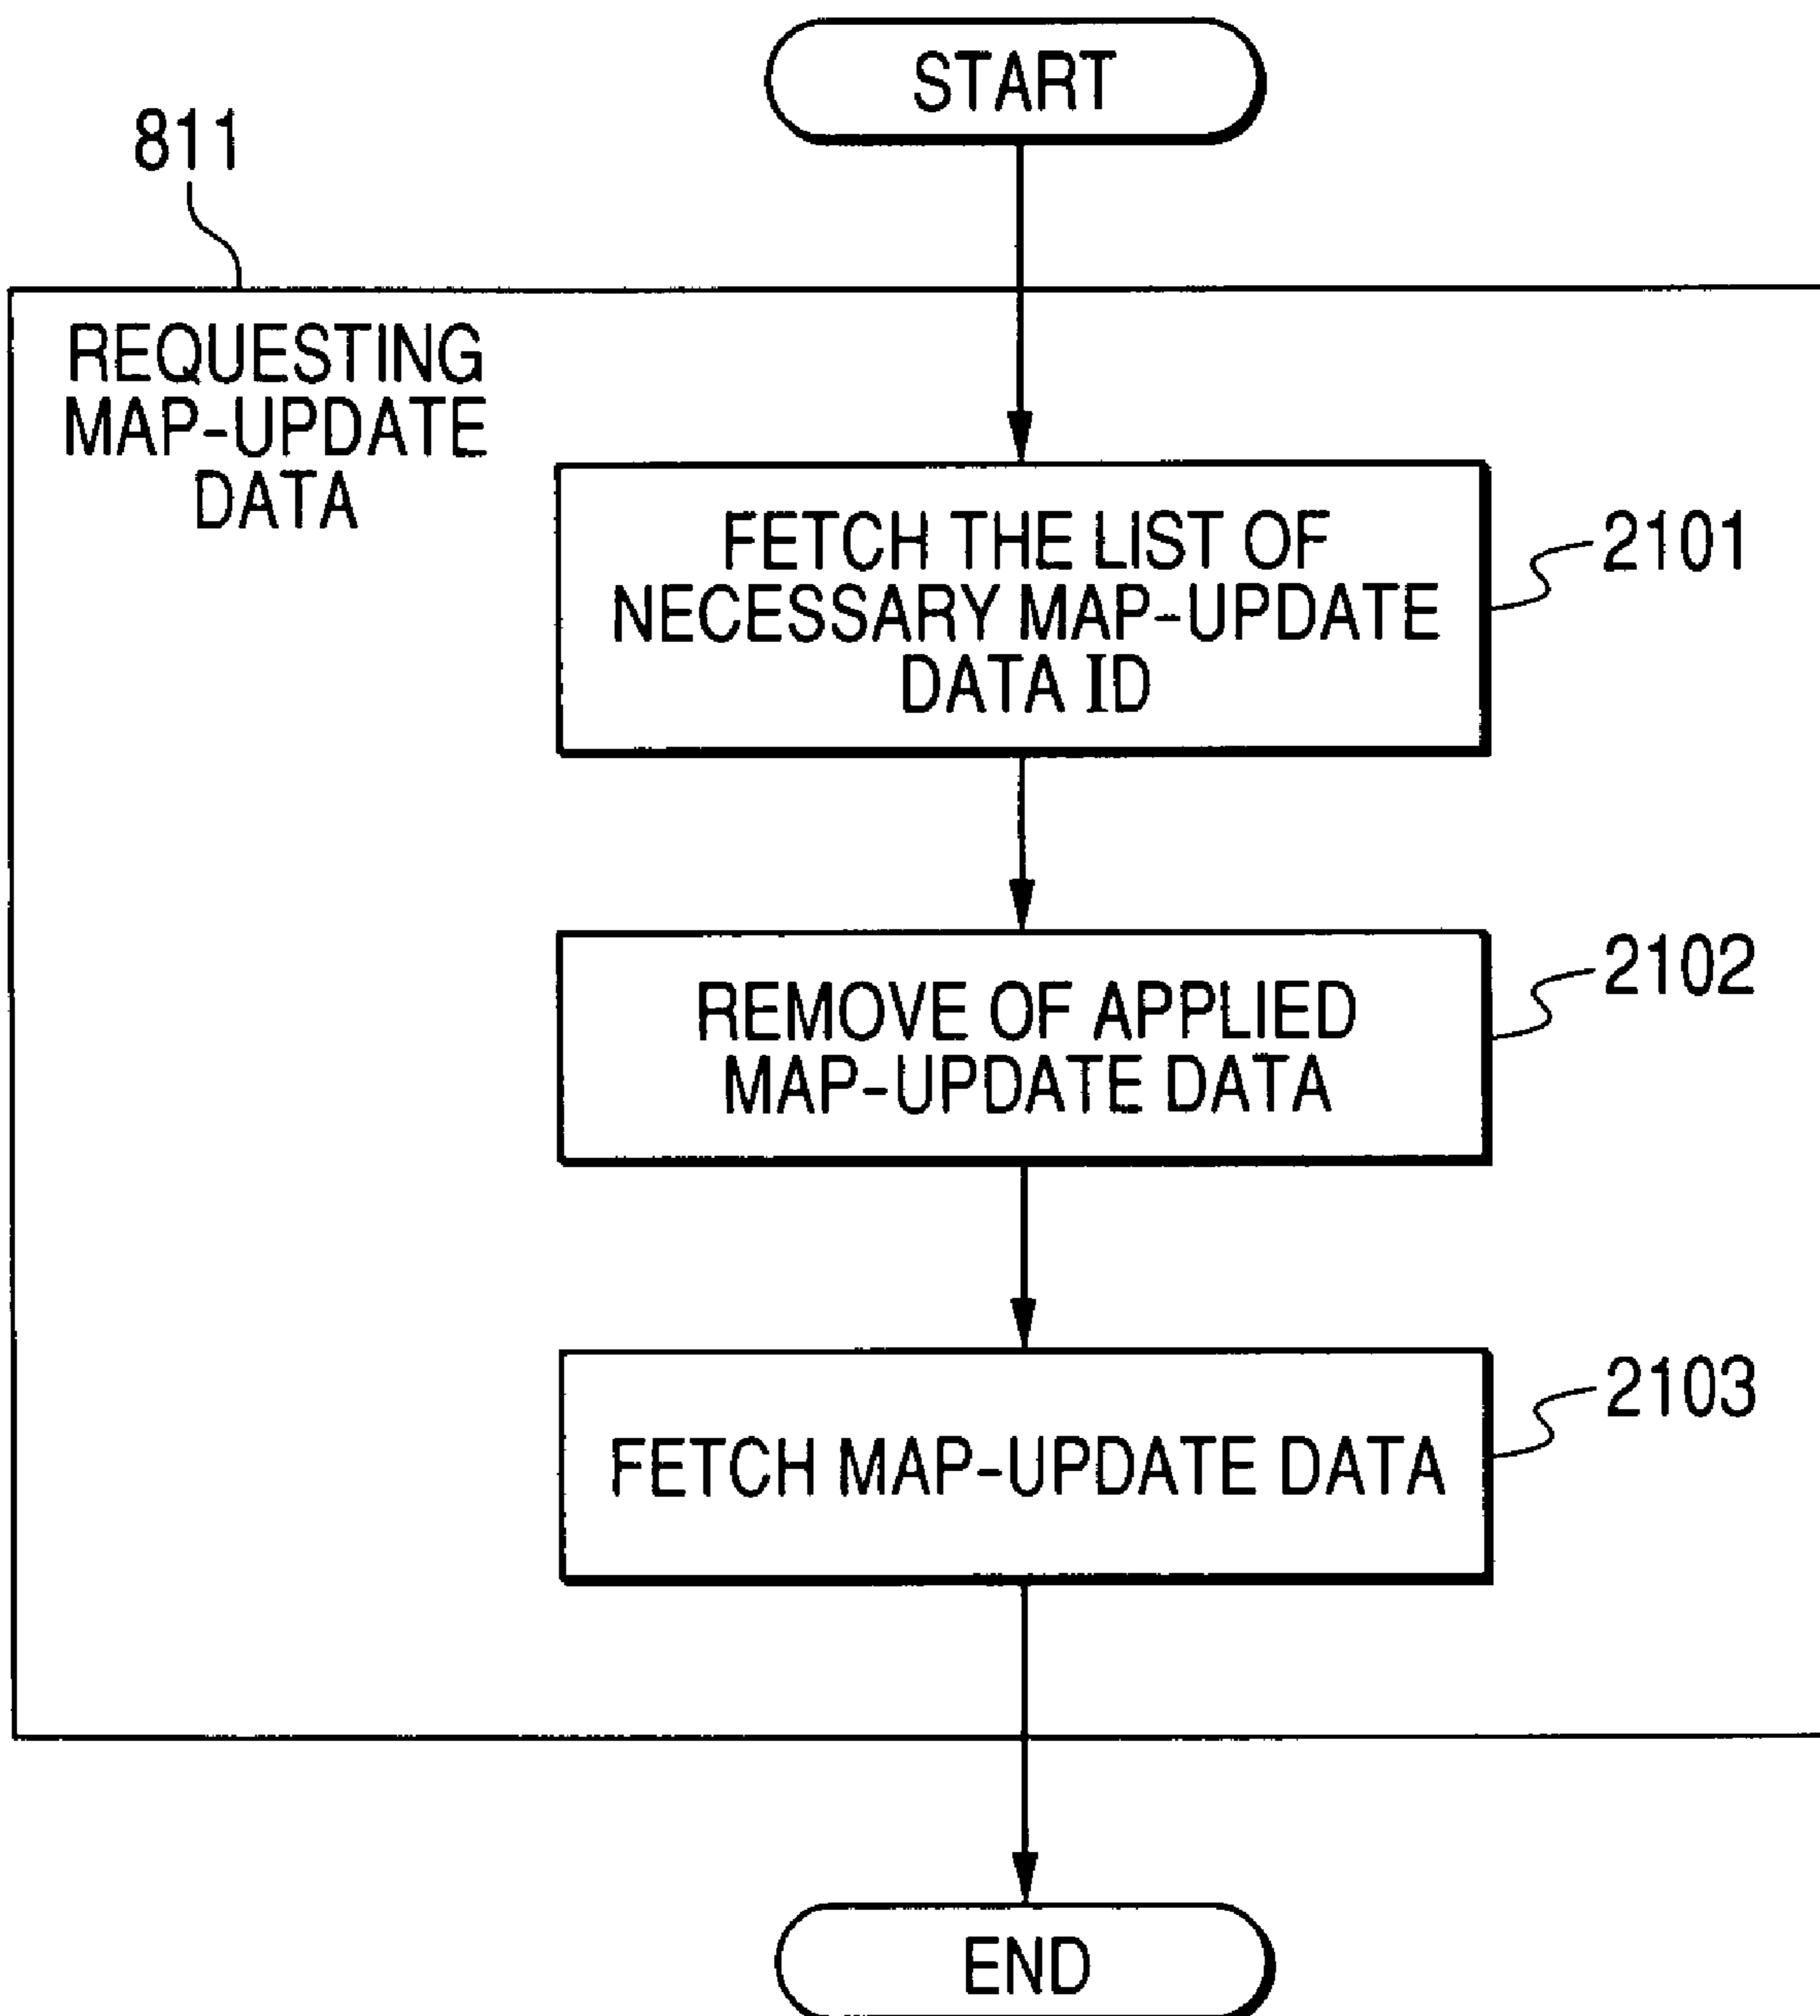 START
811
REQUESTING
MAP-UPDATE
DATA
FETCH THE LIST OF
NECESSARY MAP-UPDATE
DATA ID
2101
REMOVE OF APPLIED
MAP-UPDATE DATA
2102
FETCH MAP-UPDATE DATA
2103
END